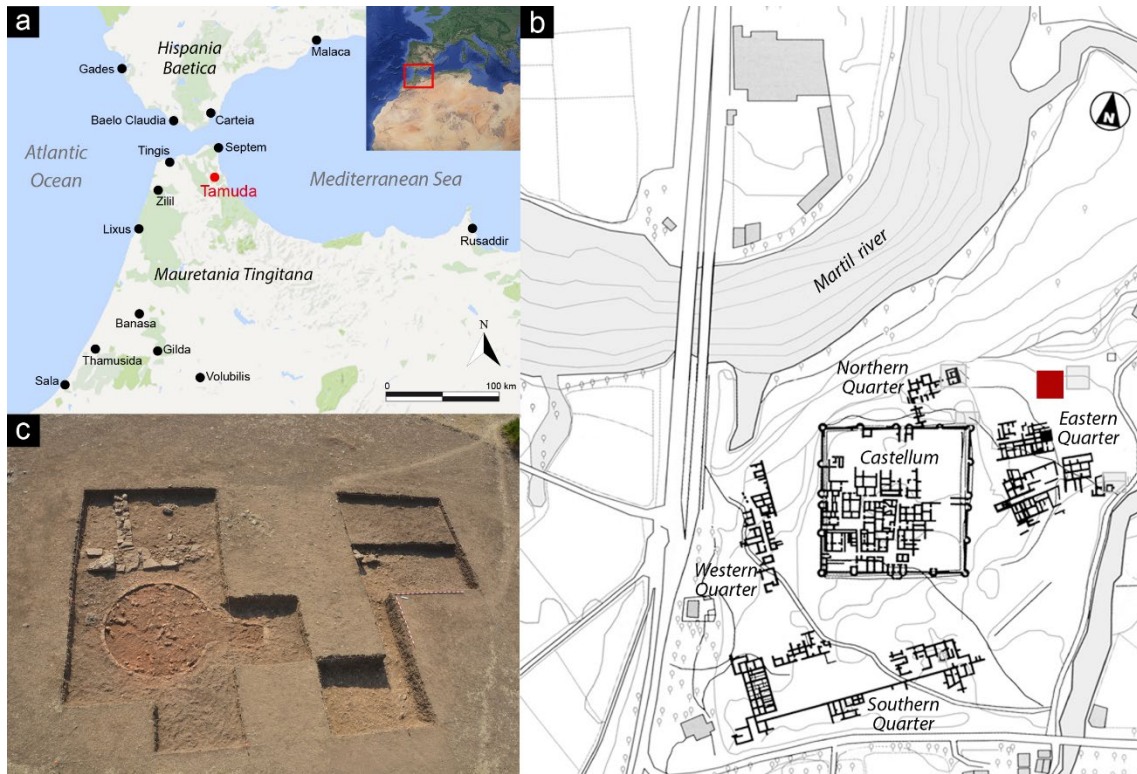 a
Hispania
Baetica
Malaca
Gades
Baelo Claudia
Carteia
Septem
Tingis
Atlantic
Ocean
Tamuda
Mediterranean Sea
Zilil
Lixus
Rusaddir
Mauretania Tingitana
Banasa
N
Thamusida
Gilda
Sala
Volubilis
0
100 km
b
N
Martil river
Northern
Quarter
Eastern
Quarter
Castellum
Western
Quarter
Southern
Quarter
c